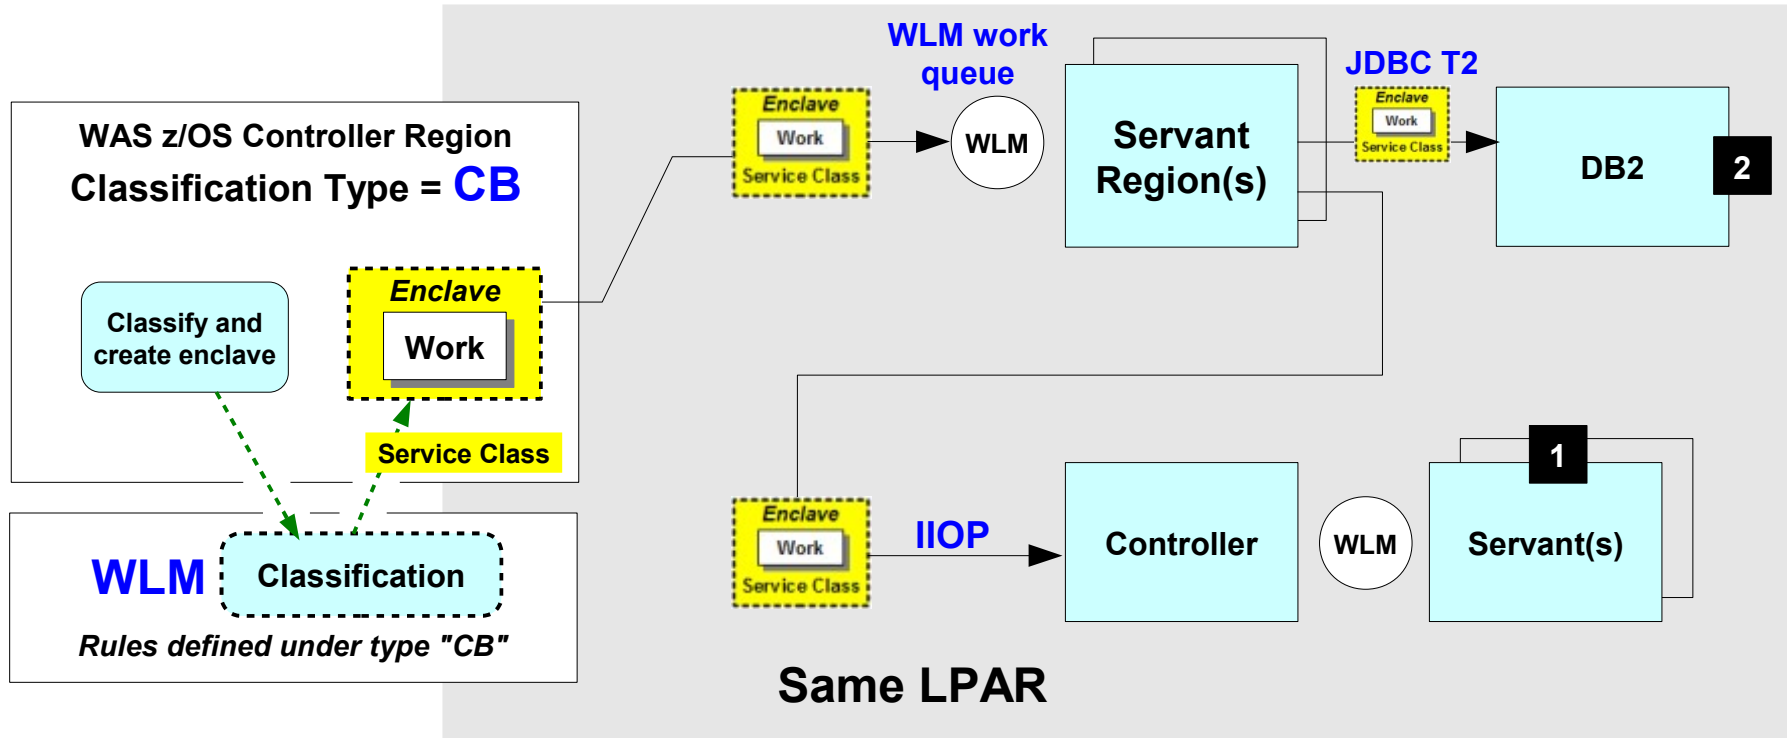 WAS z/OS Controller Region
Classification Type = CB
Classify and
create enclave
Enclave
Work
Service Class
WLM
Classification
Rules defined under type "CB"
Enclave
Work
Service Class
WLM work
queue
WLM
Servant
Region(s)
JDBC T2
Enclave
Work
Service Class
DB2
2
Enclave
Work
Service Class
IIOP
Controller
WLM
1
Servant(s)
Same LPAR